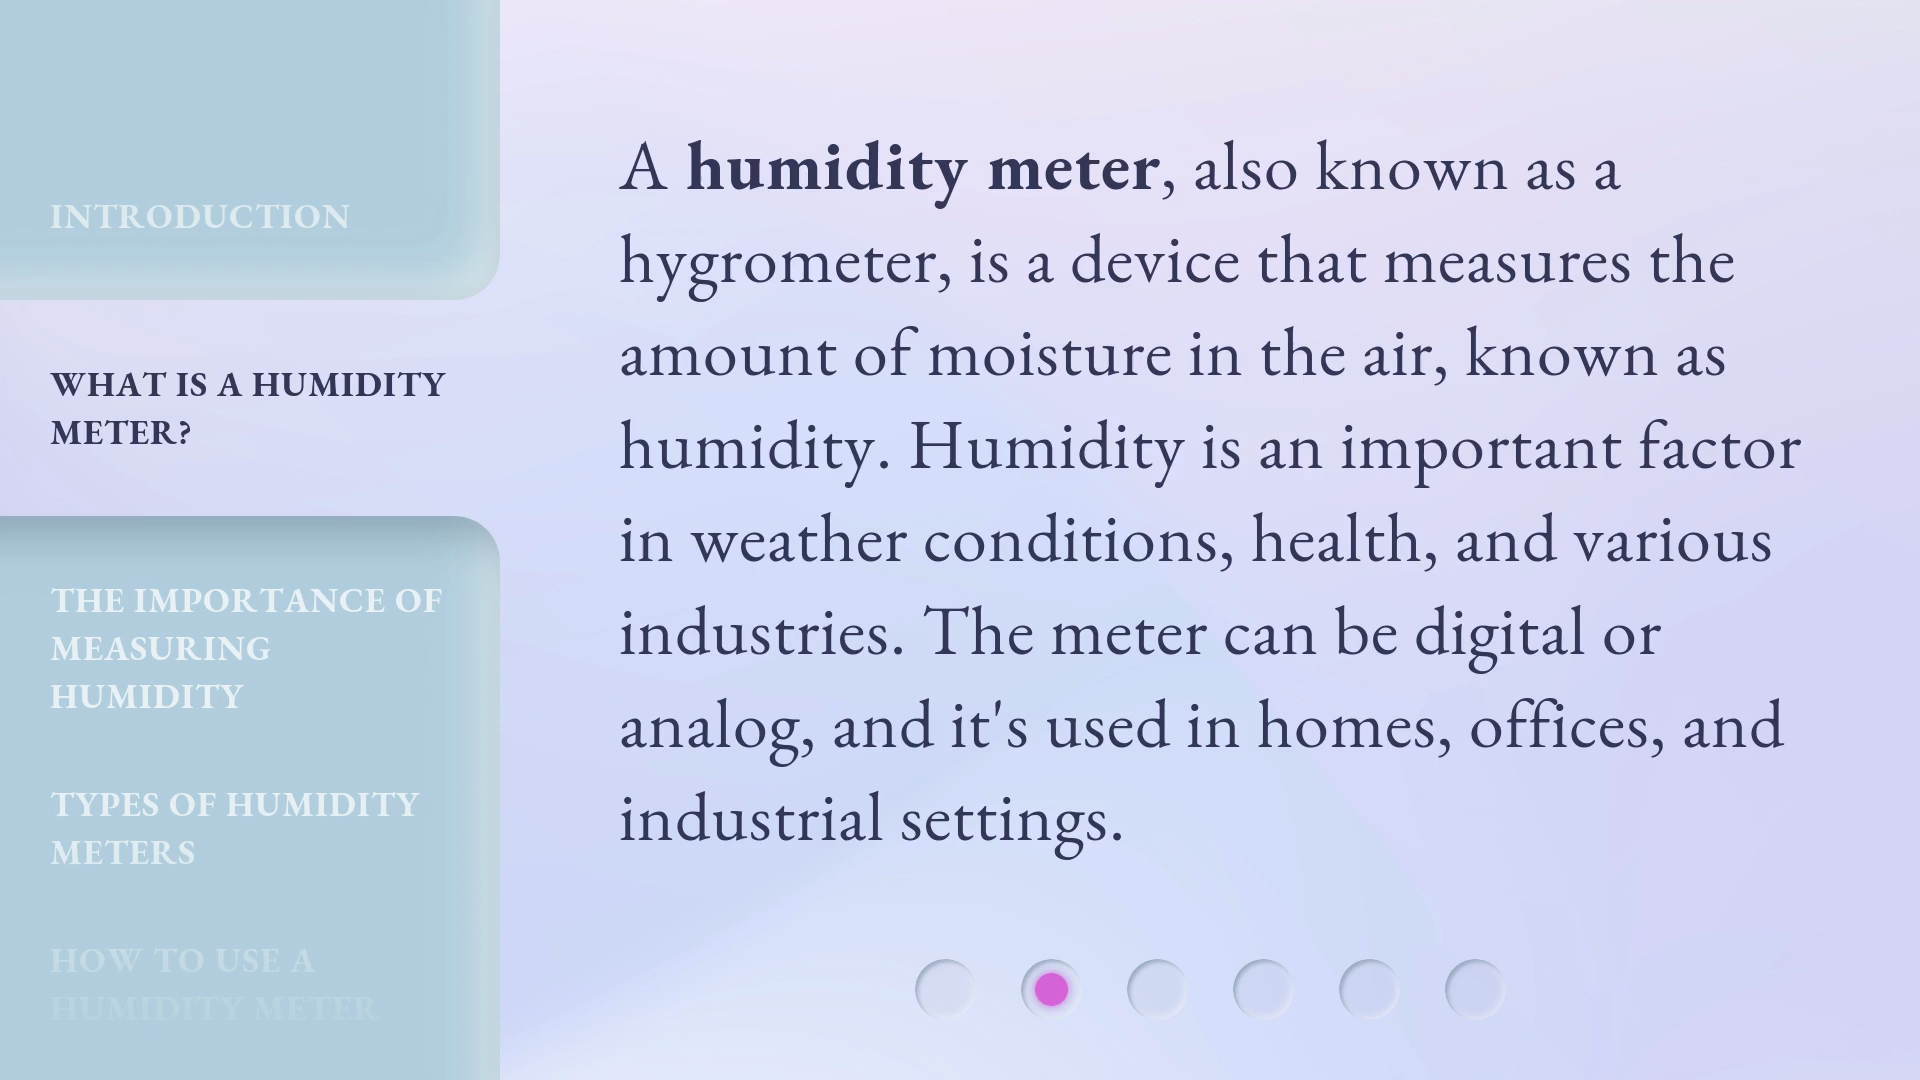 INTRODUCTION
WHAT IS A HUMIDITY
METER?
THE IMPORTANCE OF
MEASURING
HUMIDITY
TYPES OF HUMIDITY
METERS
HOW TO USE A
HUMIDITY METER
A humidity meter, also known as a
hygrometer, is a device that measures the
amount of moisture in the air, known as
humidity. Humidity is an important factor
in weather conditions, health, and various
industries. The meter can be digital or
analog, and it's used in homes, offices, and
industrial settings.